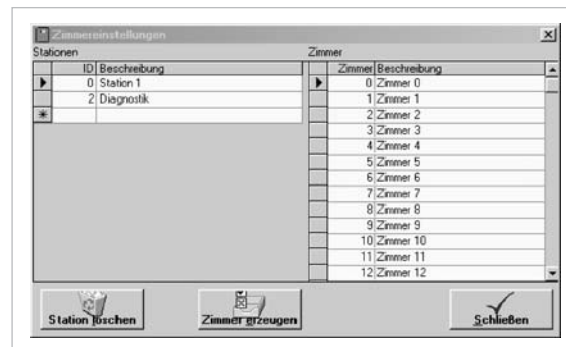 Zimmereinstellungen
Stationen
ID Beschreibung
0 Station 1
2 Diagnostik
Zimmer
Zimmer Beschreibung
0 Zimmer 0
1 Zimmer 1
2 Zimmer 2
3 Zimmer 3
4 Zimmer 4
5 Zimmer 5
6 Zimmer 6
7 Zimmer 7
8 Zimmer 8
9 Zimmer 9
10 Zimmer 10
11 Zimmer 11
12 Zimmer 12
Station löschen
Zimmer erzeugen
Schließen